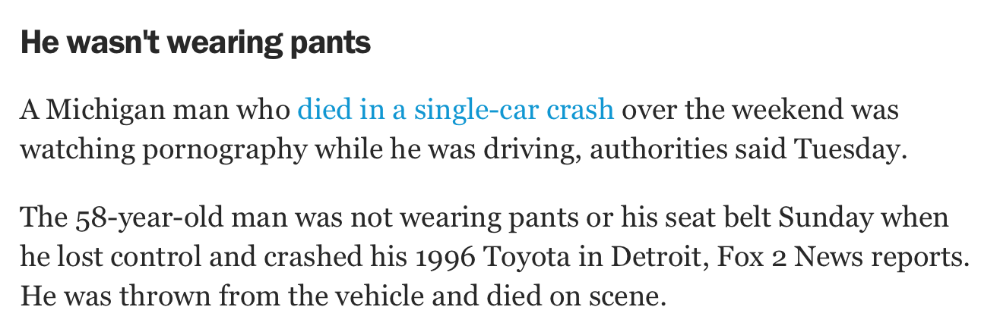 He wasn't wearing pants
A Michigan man who died in a single-car crash over the weekend was
watching pornography while he was driving, authorities said Tuesday.
The 58-year-old man was not wearing pants or his seat belt Sunday when
he lost control and crashed his 1996 Toyota in Detroit, Fox 2 News reports.
He was thrown from the vehicle and died on scene.